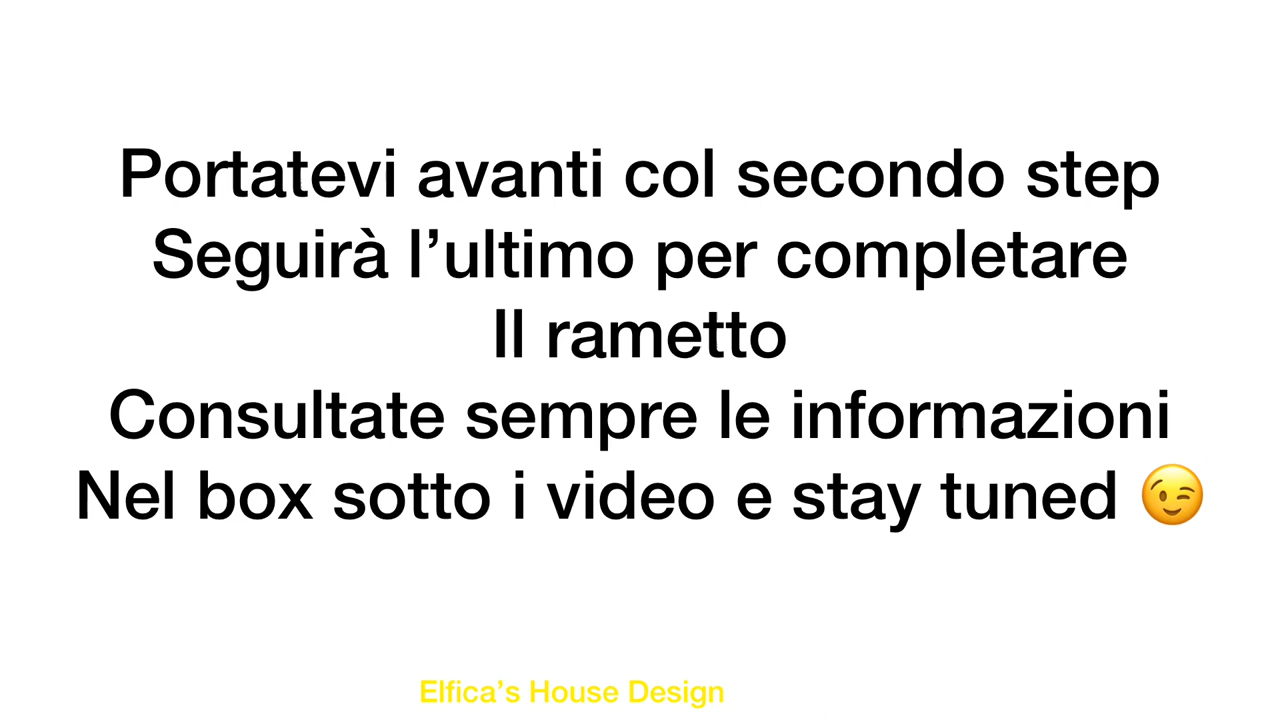 Portatevi avanti col secondo step
Seguirà l’ultimo per completare
Il rametto
Consultate sempre le informazioni
Nel box sotto i video e stay tuned 😉
Elfica’s House Design